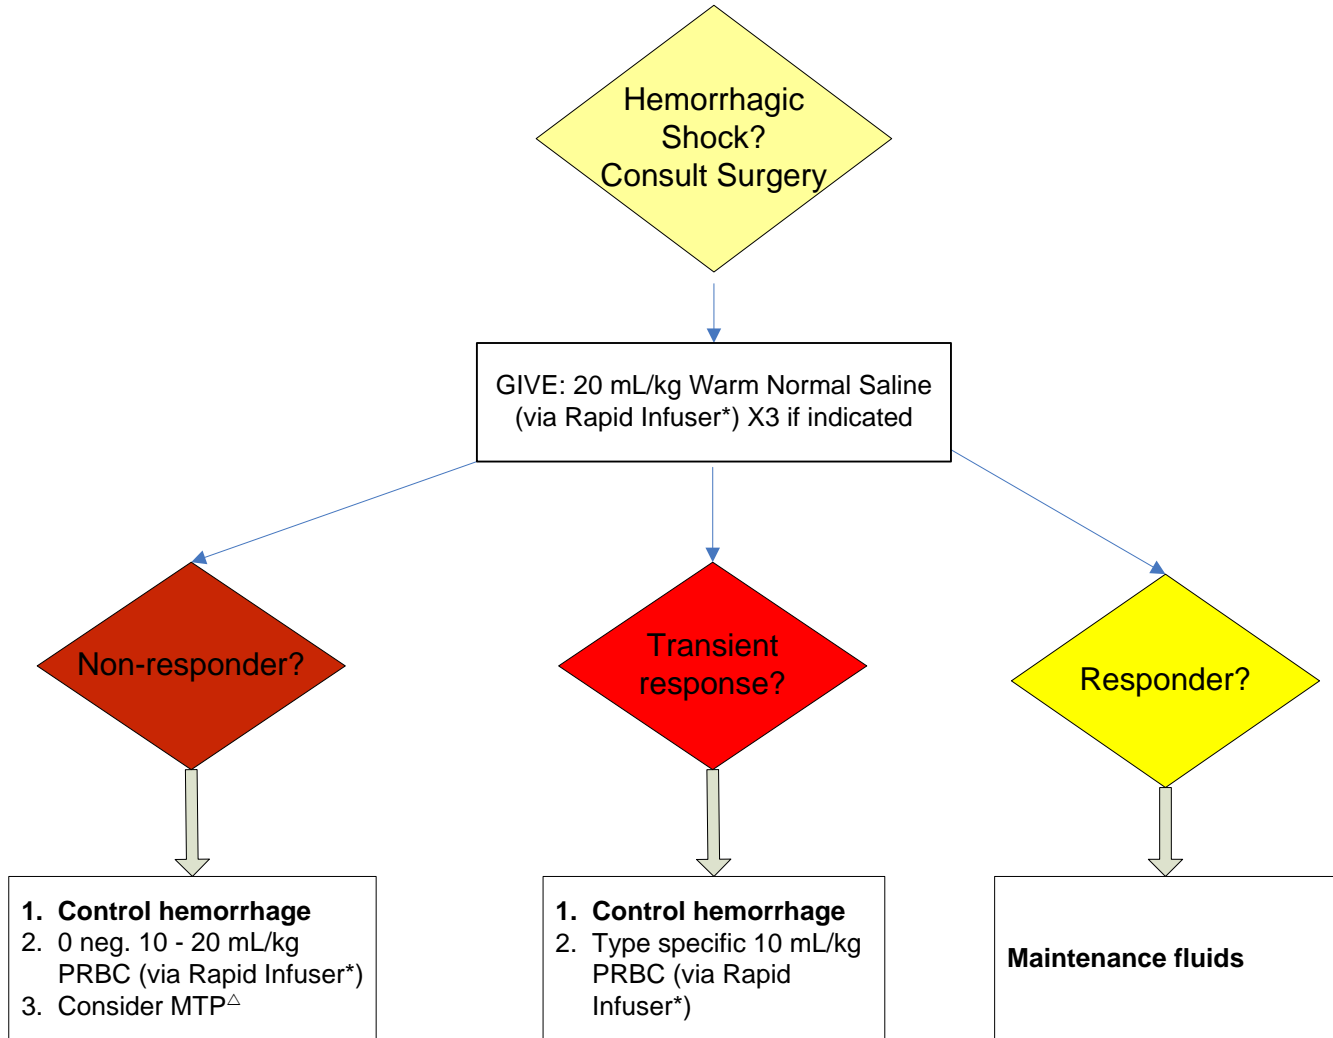 Hemorrhagic
Shock?
Consult Surgery
GIVE: 20 mL/kg Warm Normal Saline
(via Rapid Infuser*) X3 if indicated
Non-responder?
Transient
response?
Responder?
1. Control hemorrhage
2. 0 neg. 10 - 20 mL/kg
PRBC (via Rapid Infuser*)
3. Consider MTP△
1. Control hemorrhage
2. Type specific 10 mL/kg
PRBC (via Rapid
Infuser*)
Maintenance fluids